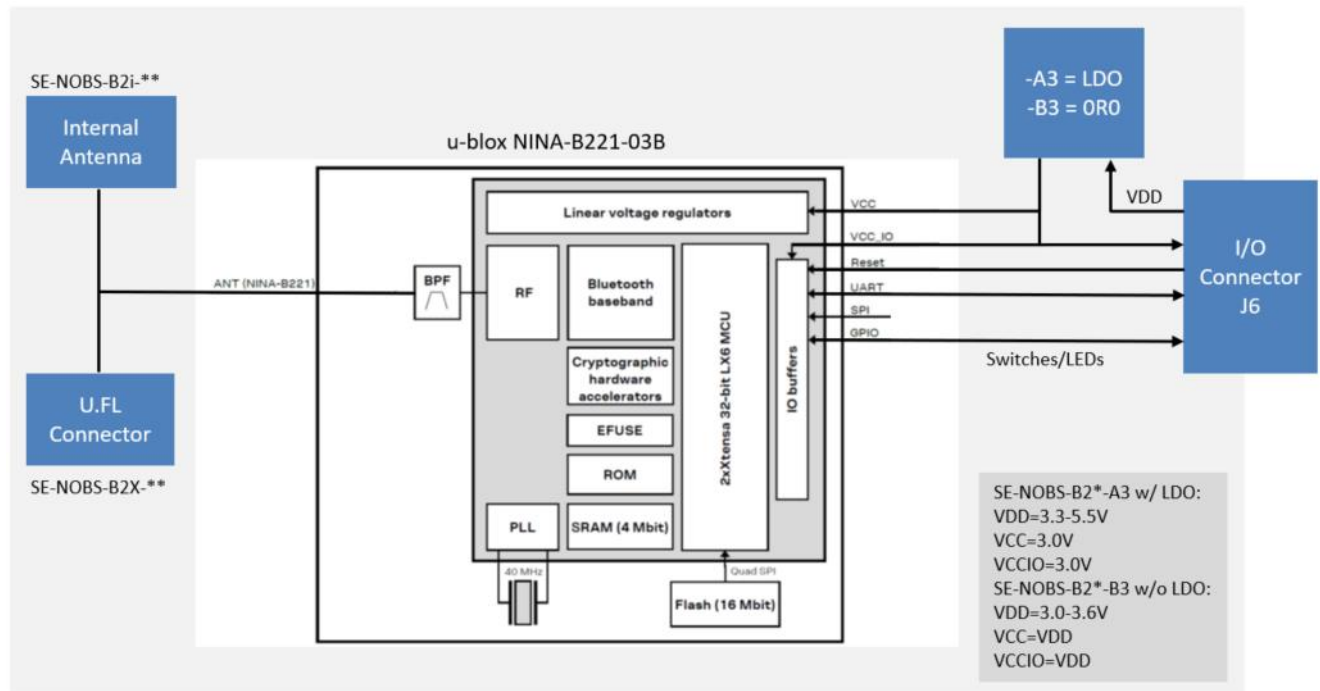 SE-NOBS-B2i-**
Internal
Antenna
u-blox NINA-B221-03B
-A3 = LDO
-B3 = 0R0
VDD
Linear voltage regulators
VCC
VCC_IO
I/O
Connector
J6
Reset
UART
SPI
GPIO
Switches/LEDs
ANT (NINA-B221)
BPF
RF
Bluetooth
baseband
Cryptographic
hardware
accelerators
EFUSE
ROM
PLL
SRAM (4 Mbit)
2xXtensa 32-bit LX6 MCU
IO buffers
40 MHz
Quad SPI
Flash (16 Mbit)
U.FL
Connector
SE-NOBS-B2X-**
SE-NOBS-B2*-A3 w/ LDO:
VDD=3.3-5.5V
VCC=3.0V
VCCIO=3.0V
SE-NOBS-B2*-B3 w/o LDO:
VDD=3.0-3.6V
VCC=VDD
VCCIO=VDD